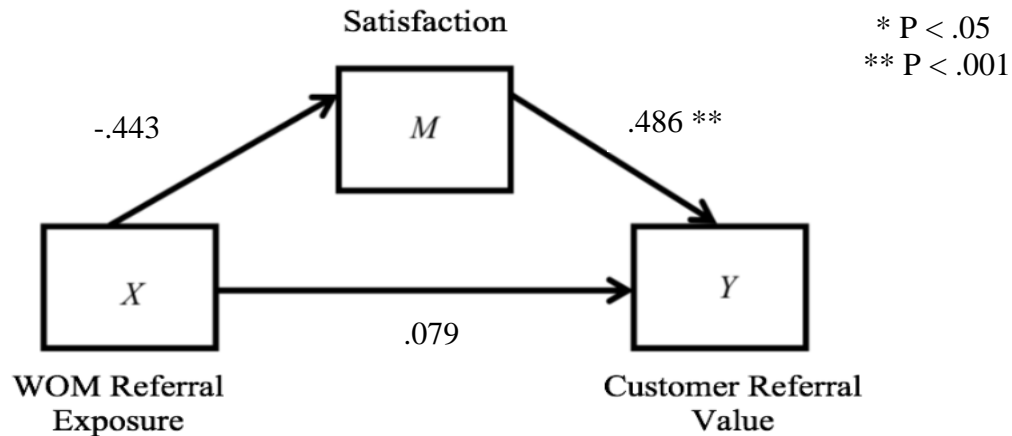 Satisfaction
* P < .05
** P < .001
-.443
M
.486 **
X
Y
.079
WOM Referral
Exposure
Customer Referral
Value